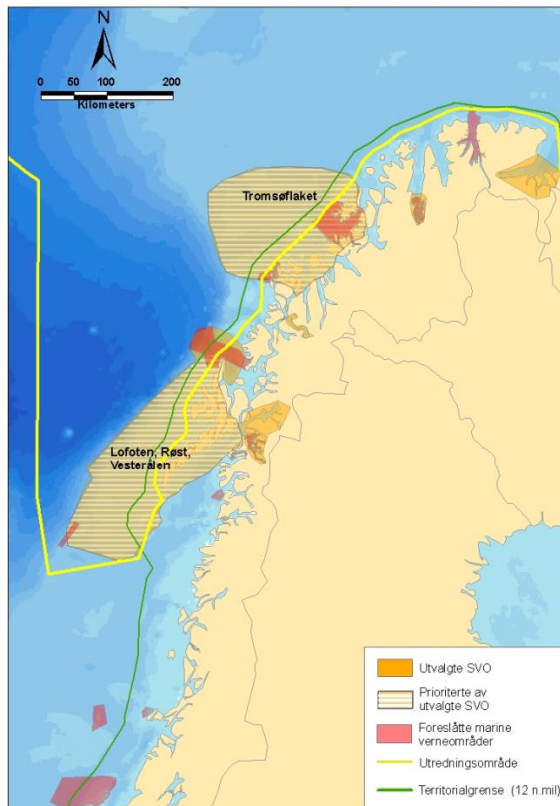 N
0 50 100 200
Kilometers
Tromsøflaket
Lofoten, Røst,
Vesterålen
Utvalgte SVO
Prioriterte av
utvalgte SVO
Foreslåtte marine
verneområder
Utredningsområde
Territorialgrense (12 n.mil)